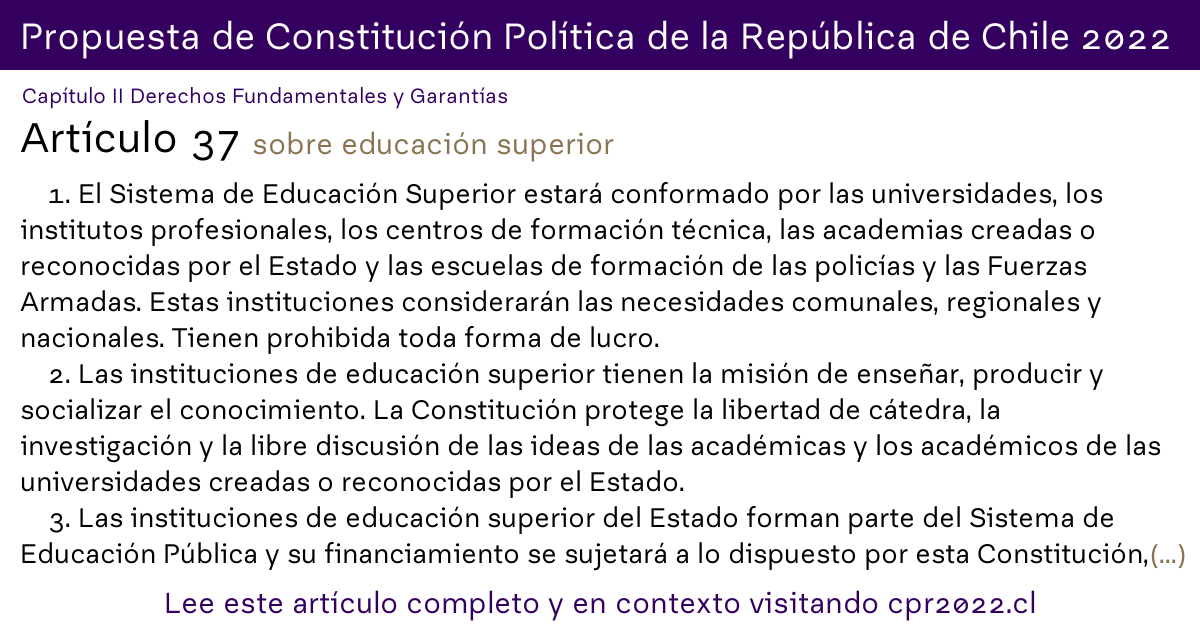 Propuesta de Constitución Política de la República de Chile 2022
Capítulo II Derechos Fundamentales y Garantías
Artículo 37 sobre educación superior
1. El Sistema de Educación Superior estará conformado por las universidades, los
institutos profesionales, los centros de formación técnica, las academias creadas o
reconocidas por el Estado y las escuelas de formación de las policías y las Fuerzas
Armadas. Estas instituciones considerarán las necesidades comunales, regionales y
nacionales. Tienen prohibida toda forma de lucro.
2. Las instituciones de educación superior tienen la misión de enseñar, producir y
socializar el conocimiento. La Constitución protege la libertad de cátedra, la
investigación y la libre discusión de las ideas de las académicas y los académicos de las
universidades creadas o reconocidas por el Estado.
3. Las instituciones de educación superior del Estado forman parte del Sistema de
Educación Pública y su financiamiento se sujetará a lo dispuesto por esta Constitución,(...)
Lee este artículo completo y en contexto visitando cpr2022.cl